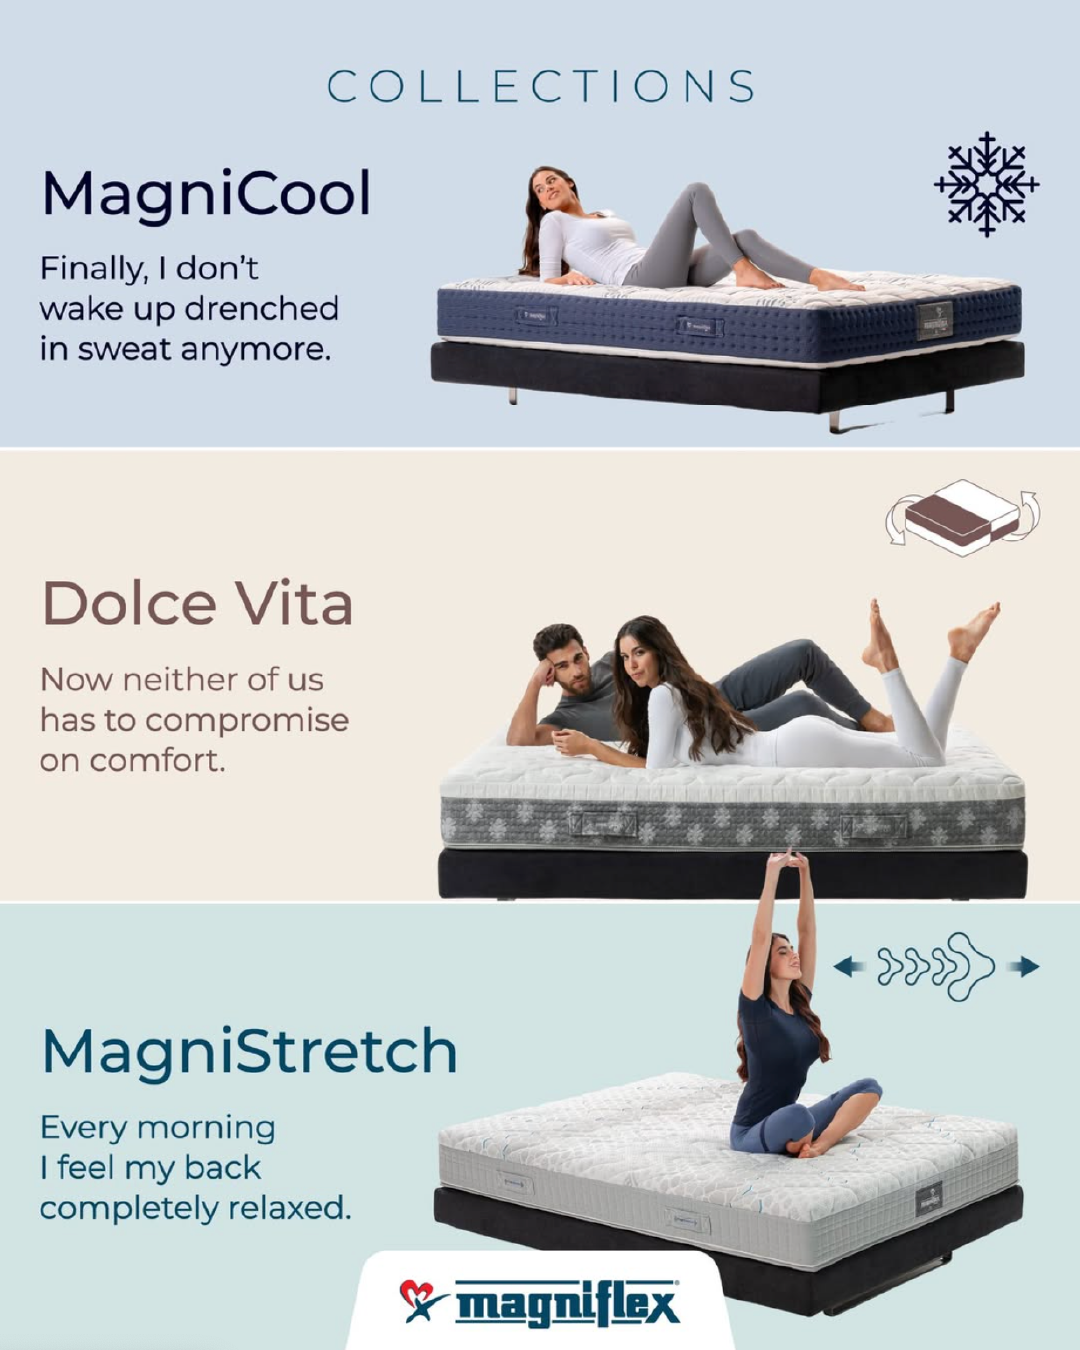 COLLECTIONS
MagniCool
Finally, I don't
wake up drenched
in sweat anymore.
Dolce Vita
Now neither of us
has to compromise
on comfort.
MagniStretch
Every morning
I feel my back
completely relaxed.
magniflex